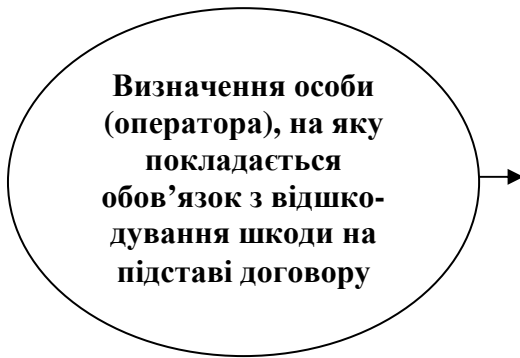 Визначення особи
(оператора), на яку
покладається
обов’язок з відшко-
дування шкоди на
підставі договору